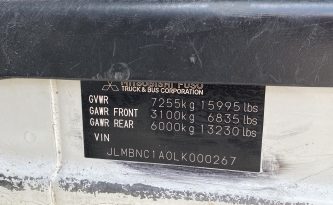 MITSUBISHI FUSO
TRUCK & BUS CORPORATION
GVWR 7255kg 15995 lbs
GAWR FRONT 3100kg 6835 lbs
GAWR REAR 6000kg 13230 lbs
VIN
JLMBNC1A0LK000267